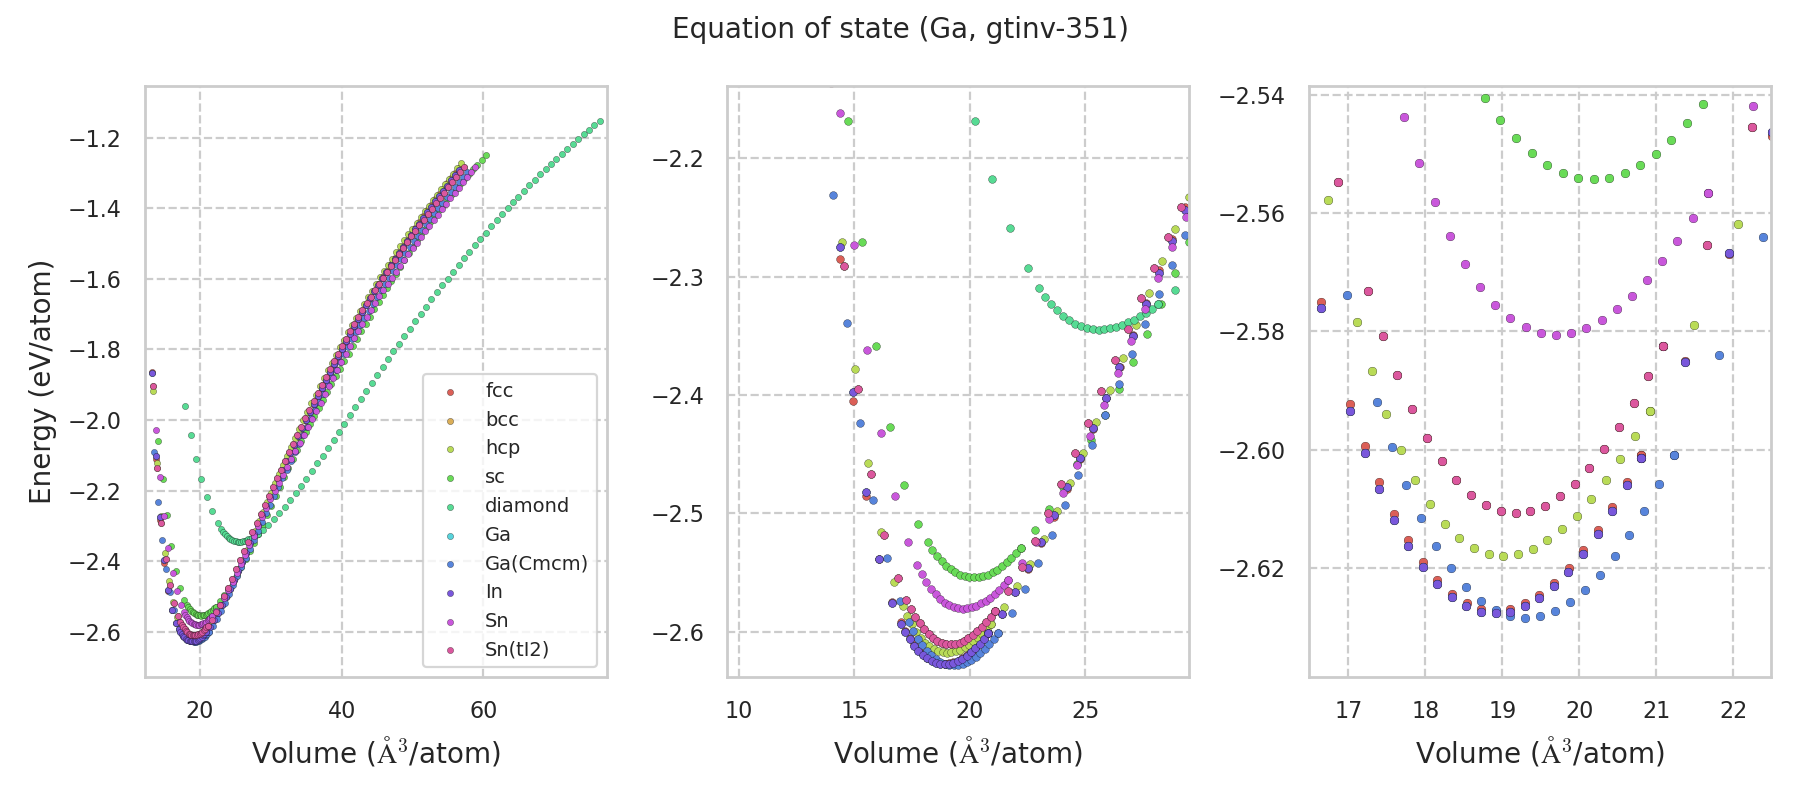 Equation of state (Ga, gtinv-351)
Energy (eV/atom)
−1.2
−1.4
−1.6
−1.8
−2.0
−2.2
−2.4
−2.6
20
40
60
Volume (Å³/atom)
fcc
bcc
hcp
sc
diamond
Ga
Ga(Cmcm)
In
Sn
Sn(tI2)
−2.2
−2.3
−2.4
−2.5
−2.6
10
15
20
25
Volume (Å³/atom)
−2.54
−2.56
−2.58
−2.60
−2.62
17
18
19
20
21
22
Volume (Å³/atom)